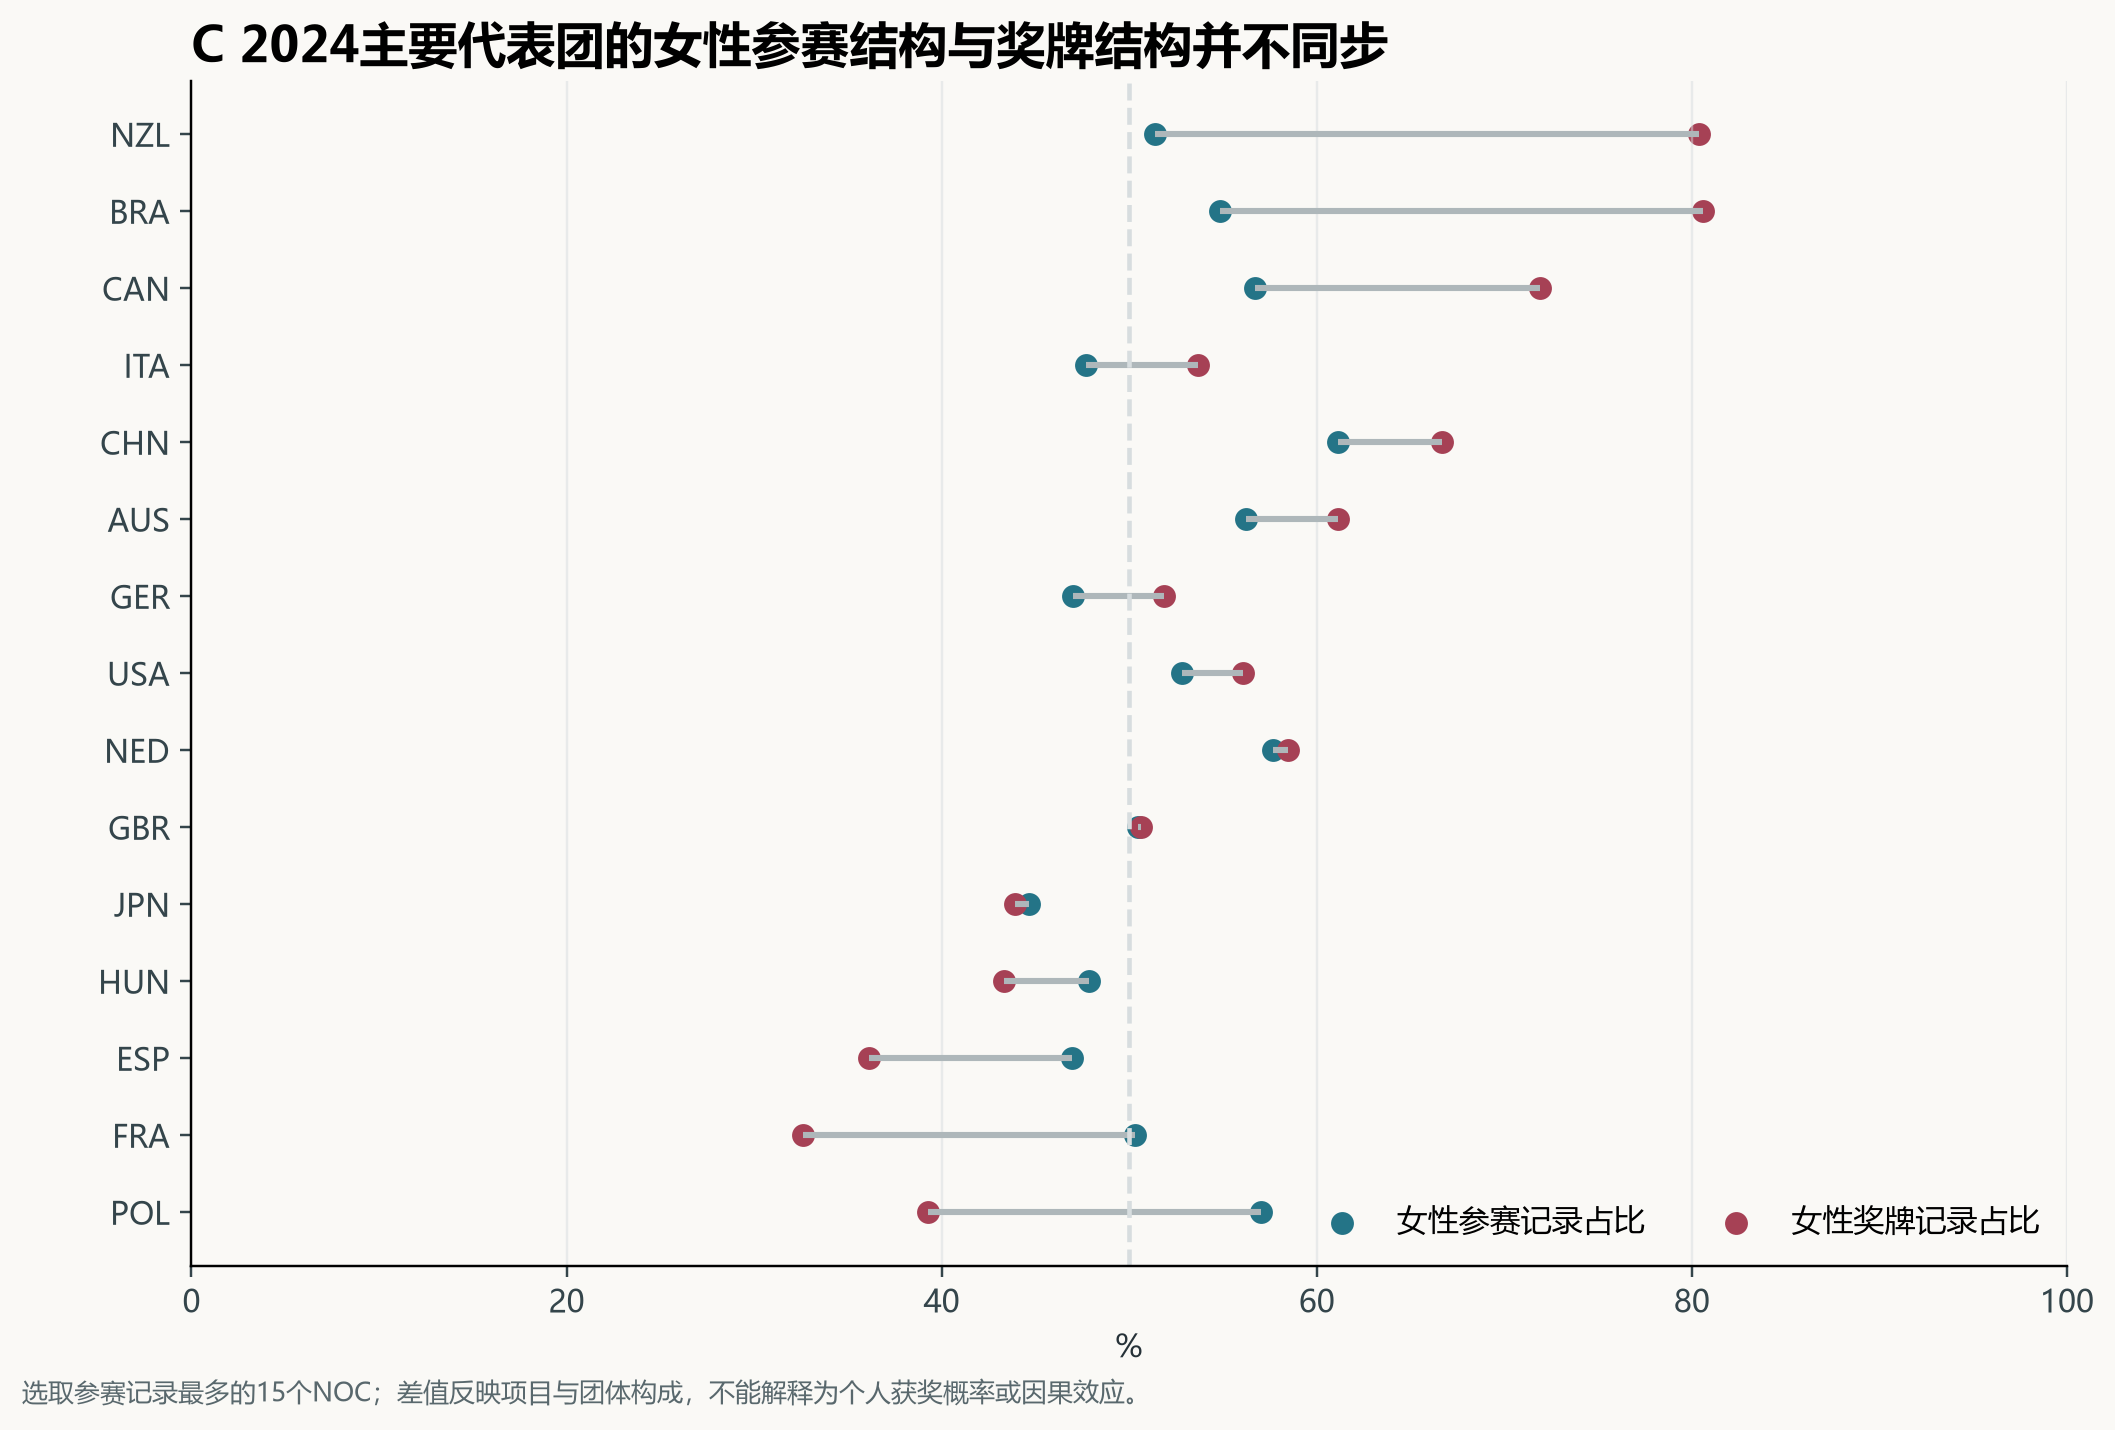 C 2024主要代表团的女性参赛结构与奖牌结构并不同步
NZL
BRA
CAN
ITA
CHN
AUS
GER
USA
NED
GBR
JPN
HUN
ESP
FRA
POL
女性参赛记录占比 女性奖牌记录占比
0 20 40 60 80 100
%
选取参赛记录最多的15个NOC；差值反映项目与团体构成，不能解释为个人获奖概率或因果效应。